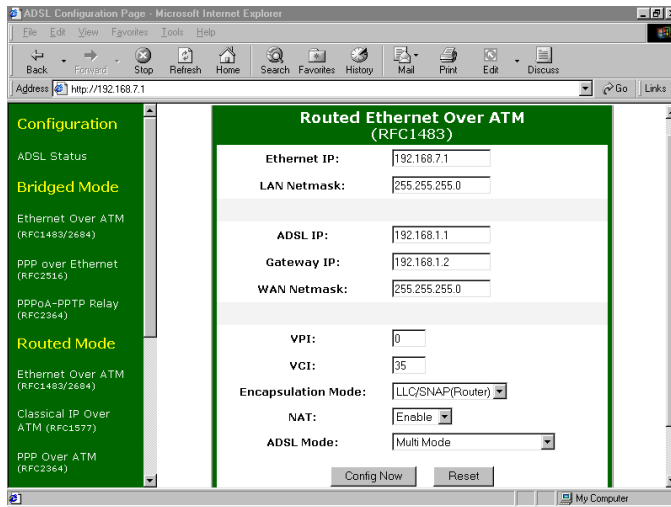 ADSL Configuration Page - Microsoft Internet Explorer
File Edit View Favorites Tools Help
Back Forward Stop Refresh Home Search Favorites History Mail Print Edit Discuss
Address http://192.168.7.1 Go Links
Configuration
ADSL Status
Bridged Mode
Ethernet Over ATM
(RFC1483/2684)
PPP over Ethernet
(RFC2516)
PPPoA-PPTP Relay
(RFC2364)
Routed Mode
Ethernet Over ATM
(RFC1483/2684)
Classical IP Over
ATM (RFC1577)
PPP Over ATM
(RFC2364)
Routed Ethernet Over ATM
(RFC1483)
Ethernet IP: 192.168.7.1
LAN Netmask: 255.255.255.0
ADSL IP: 192.168.1.1
Gateway IP: 192.168.1.2
WAN Netmask: 255.255.255.0
VPI: 0
VCI: 35
Encapsulation Mode: LLC/SNAP(Router)
NAT: Enable
ADSL Mode: Multi Mode
Config Now Reset
My Computer